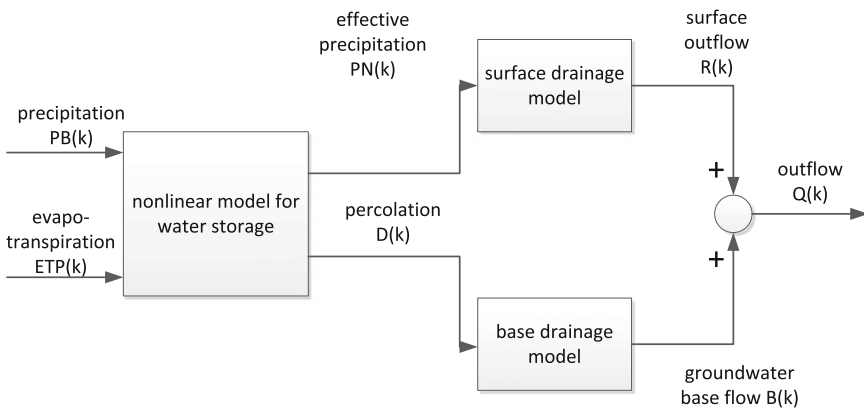 precipitation
PB(k)
evapo-
transpiration
ETP(k)
nonlinear model for
water storage
effective
precipitation
PN(k)
percolation
D(k)
surface drainage
model
base drainage
model
surface
outflow
R(k)
+
+
groundwater
base flow B(k)
outflow
Q(k)